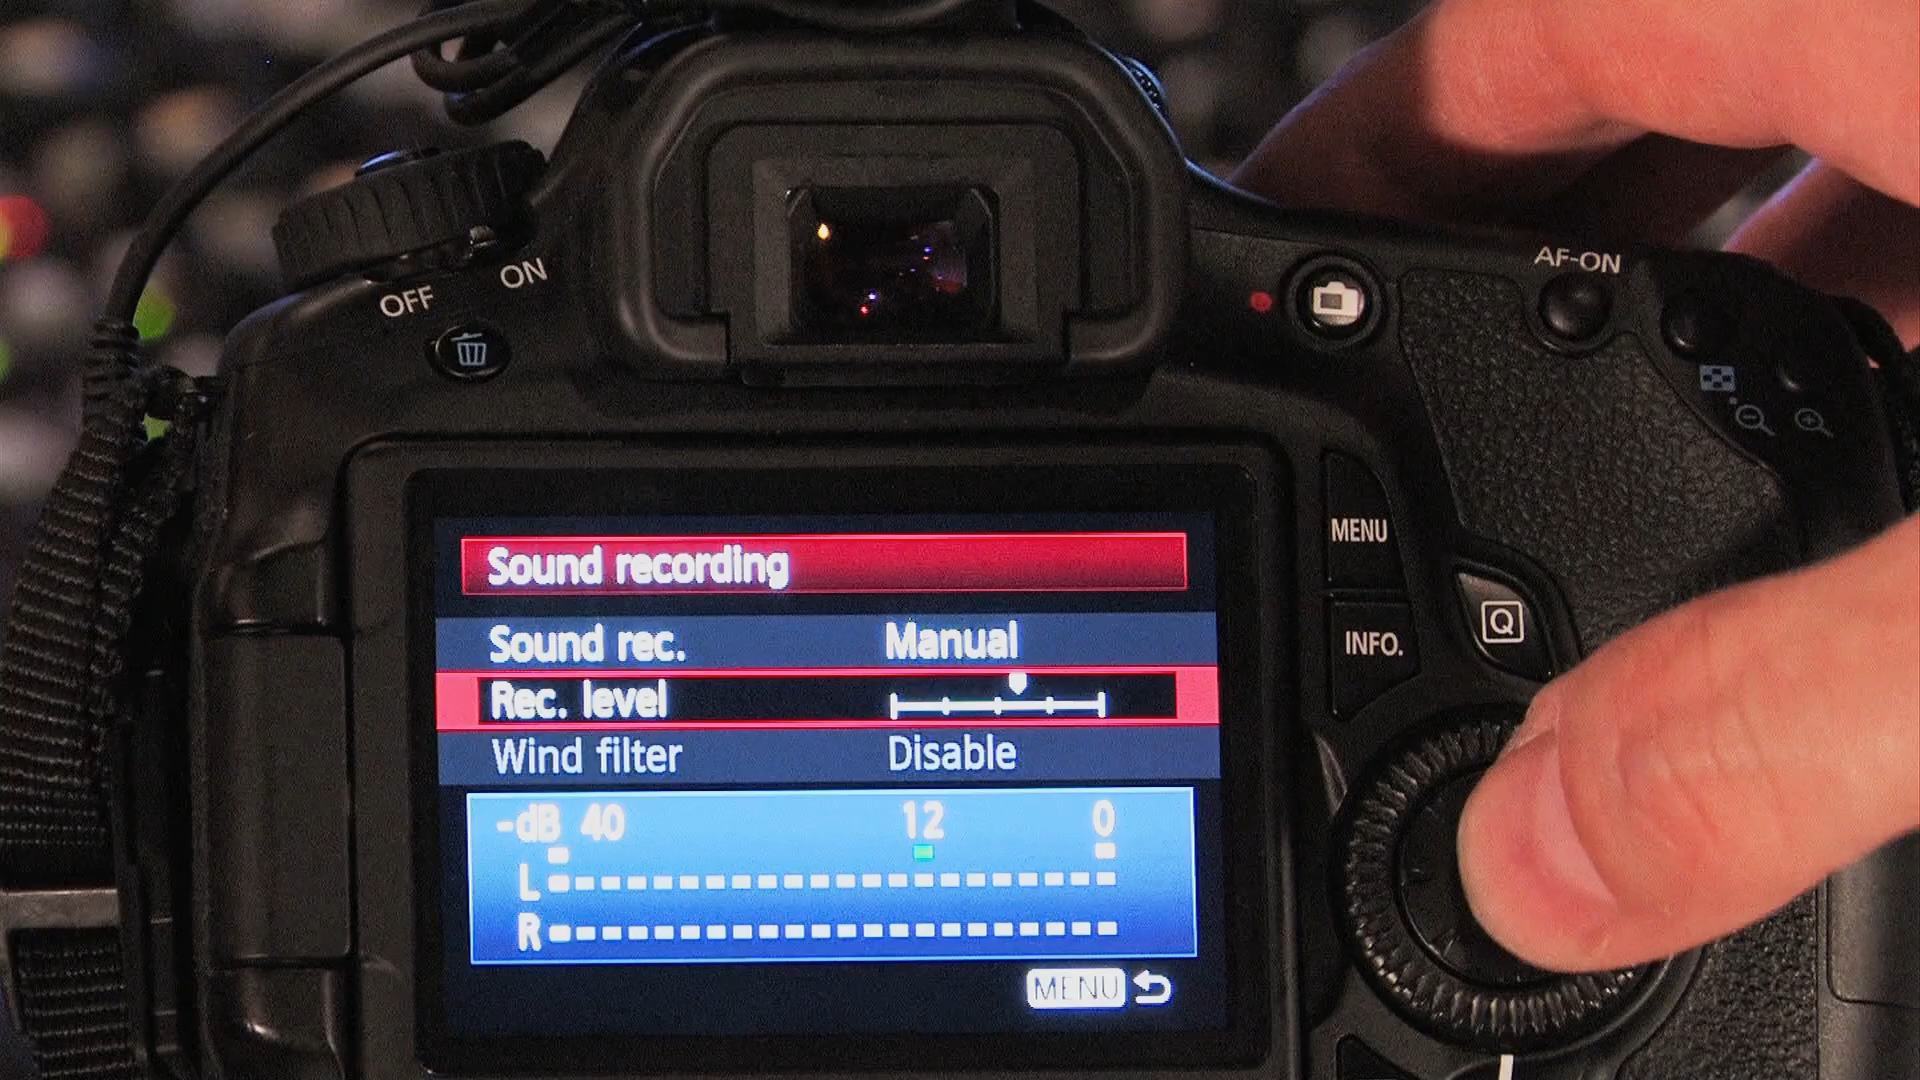 OFF ON
AF-ON
Sound recording
MENU
Sound rec. Manual
INFO.
Q
Rec. level
Wind filter Disable
-dB 40 12 0
L
R
MENU